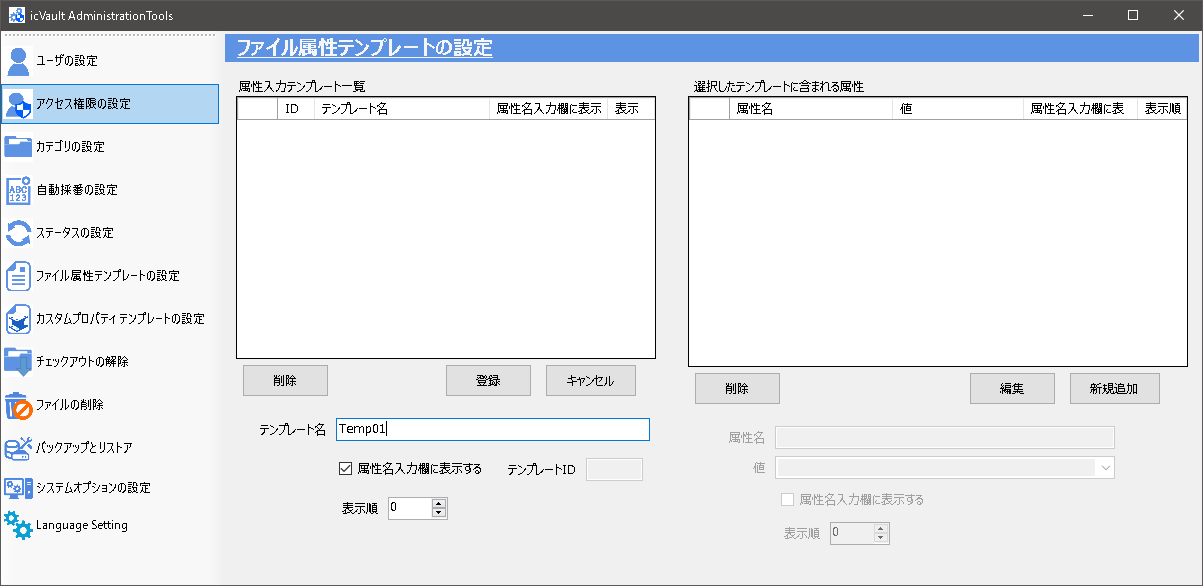 icVault AdministrationTools
ユーザの設定
アクセス権限の設定
カテゴリの設定
自動採番の設定
ステータスの設定
ファイル属性テンプレートの設定
カスタムプロパティテンプレートの設定
チェックアウトの解除
ファイルの削除
バックアップとリストア
システムオプションの設定
Language Setting
ファイル属性テンプレートの設定
属性入力テンプレート一覧
ID テンプレート名 属性名入力欄に表示 表示
削除 登録 キャンセル
テンプレート名 Temp01
属性名入力欄に表示する テンプレートID
表示順 0
選択したテンプレートに含まれる属性
属性名 値 属性名入力欄に表 表示順
削除 編集 新規追加
属性名
値
属性名入力欄に表示する
表示順 0
ABC
123